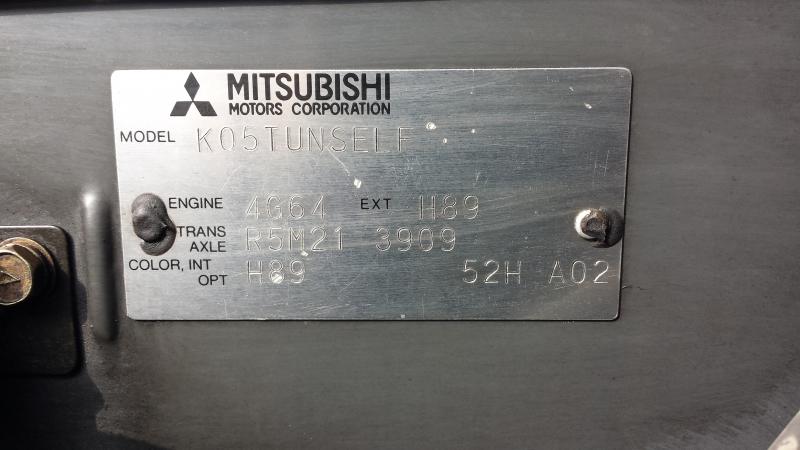 MITSUBISHI
MOTORS CORPORATION
MODEL K05TUNSELF
ENGINE 4G64 EXT H89
TRANS
AXLE R5M21 3909
COLOR, INT
OPT H89 52H A02